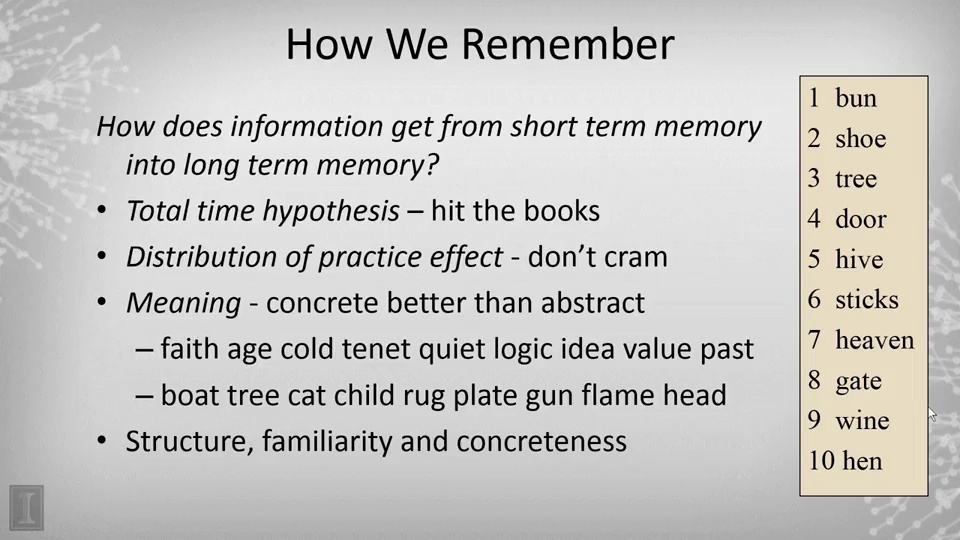 How We Remember
How does information get from short term memory
into long term memory?
• Total time hypothesis – hit the books
• Distribution of practice effect - don't cram
• Meaning - concrete better than abstract
– faith age cold tenet quiet logic idea value past
– boat tree cat child rug plate gun flame head
• Structure, familiarity and concreteness
1 bun
2 shoe
3 tree
4 door
5 hive
6 sticks
7 heaven
8 gate
9 wine
10 hen
I